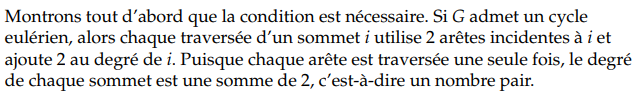 Montrons tout d’abord que la condition est nécessaire. Si G admet un cycle
eulérien, alors chaque traversée d’un sommet i utilise 2 arêtes incidentes à i et
ajoute 2 au degré de i. Puisque chaque arête est traversée une seule fois, le degré
de chaque sommet est une somme de 2, c’est-à-dire un nombre pair.